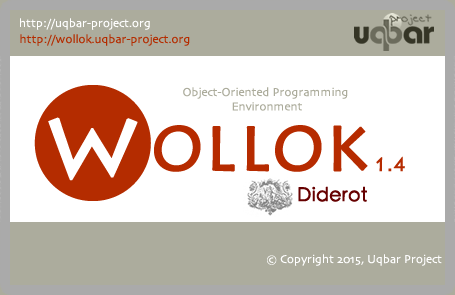 http://uqbar-project.org
http://wollok.uqbar-project.org
project
uqbar
Object-Oriented Programming
Environment
WOLLOK 1.4
Diderot
© Copyright 2015, Uqbar Project